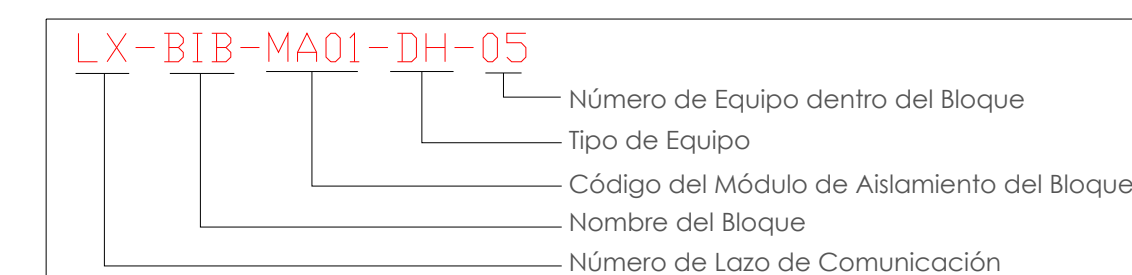 LX-BIB-MA01-DH-05
Número de Equipo dentro del Bloque
Tipo de Equipo
Código del Módulo de Aislamiento del Bloque
Nombre del Bloque
Número de Lazo de Comunicación